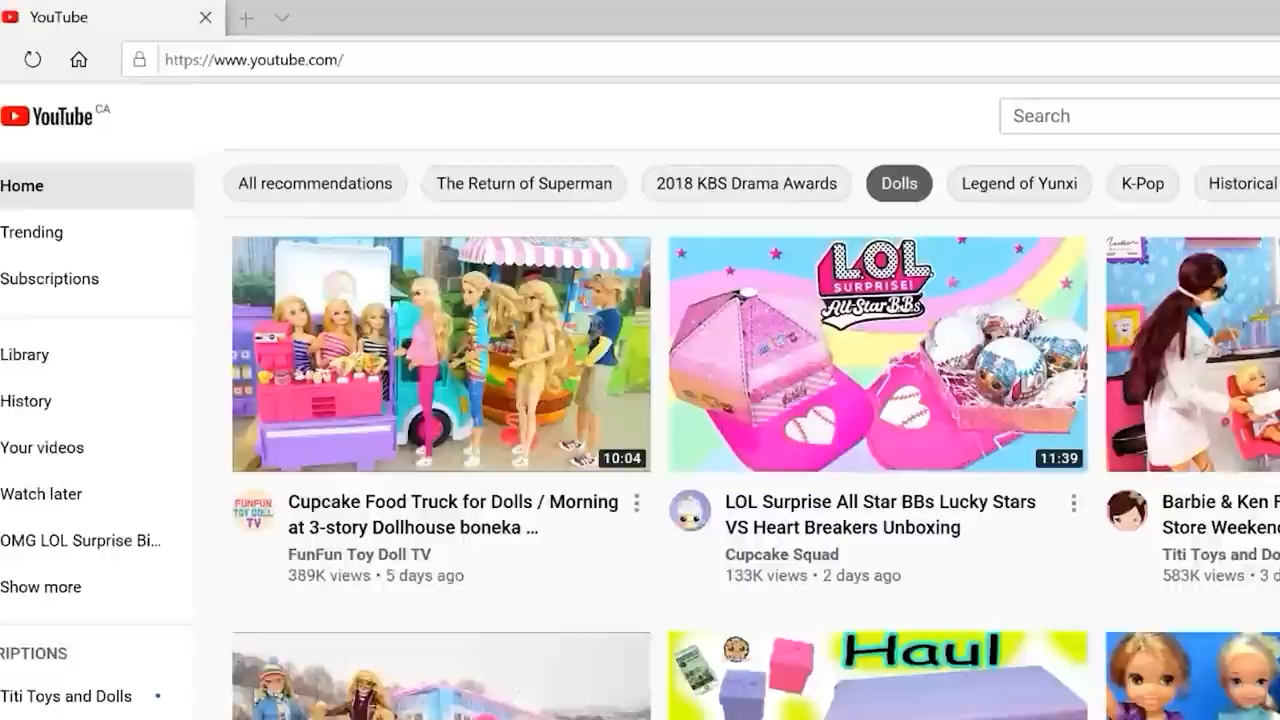 YouTube
https://www.youtube.com/
YouTube CA
Search
Home
Trending
Subscriptions
Library
History
Your videos
Watch later
OMG LOL Surprise Bi...
Show more
RIPTIONS
Titi Toys and Dolls
All recommendations
The Return of Superman
2018 KBS Drama Awards
Dolls
Legend of Yunxi
K-Pop
Historical
10:04
FUNFUN
TOY DOLL
TV
Cupcake Food Truck for Dolls / Morning
at 3-story Dollhouse boneka ...
FunFun Toy Doll TV
389K views • 5 days ago
LOL
SURPRISE!
All-Star BBs
11:39
LOL Surprise All Star BBs Lucky Stars
VS Heart Breakers Unboxing
Cupcake Squad
133K views • 2 days ago
Barbie & Ken
Store Weeken
Titi Toys and Do
583K views • 3 d
Haul